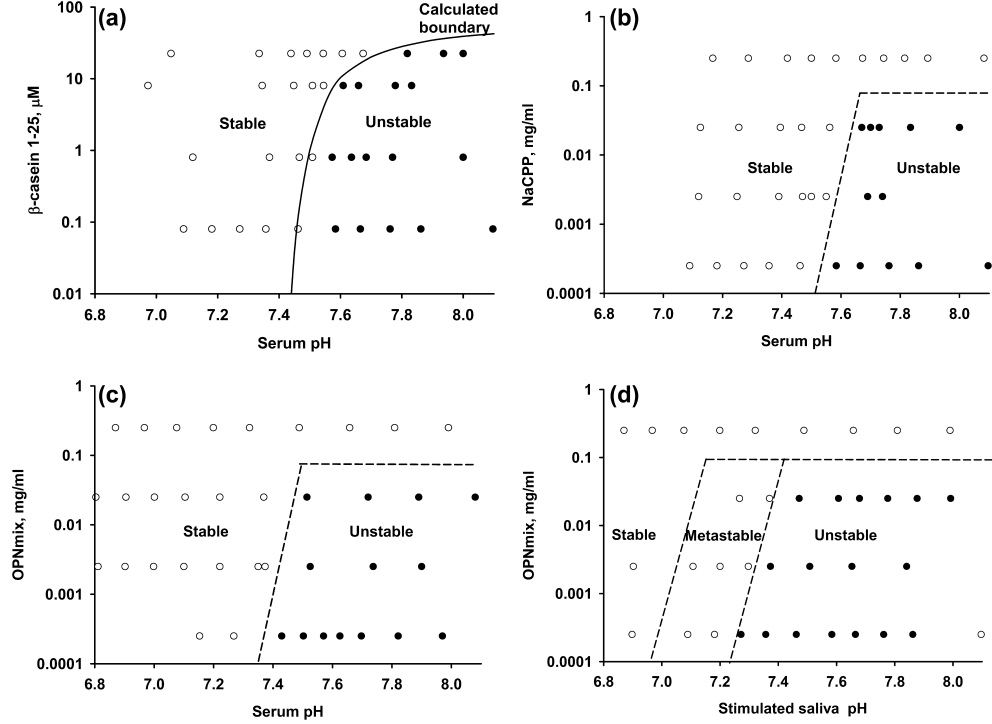 (a)
Calculated
boundary
100
10
1
0.1
0.01
β-casein 1-25, μM
Stable
Unstable
6.8 7.0 7.2 7.4 7.6 7.8 8.0
Serum pH
(b)
1
0.1
0.01
0.001
0.0001
NaCPP, mg/ml
Stable
Unstable
6.8 7.0 7.2 7.4 7.6 7.8 8.0
Serum pH
(c)
1
0.1
0.01
0.001
0.0001
OPNmix, mg/ml
Stable
Unstable
6.8 7.0 7.2 7.4 7.6 7.8 8.0
Serum pH
(d)
1
0.1
0.01
0.001
0.0001
OPNmix, mg/ml
Stable
Metastable
Unstable
6.8 7.0 7.2 7.4 7.6 7.8 8.0
Stimulated saliva pH